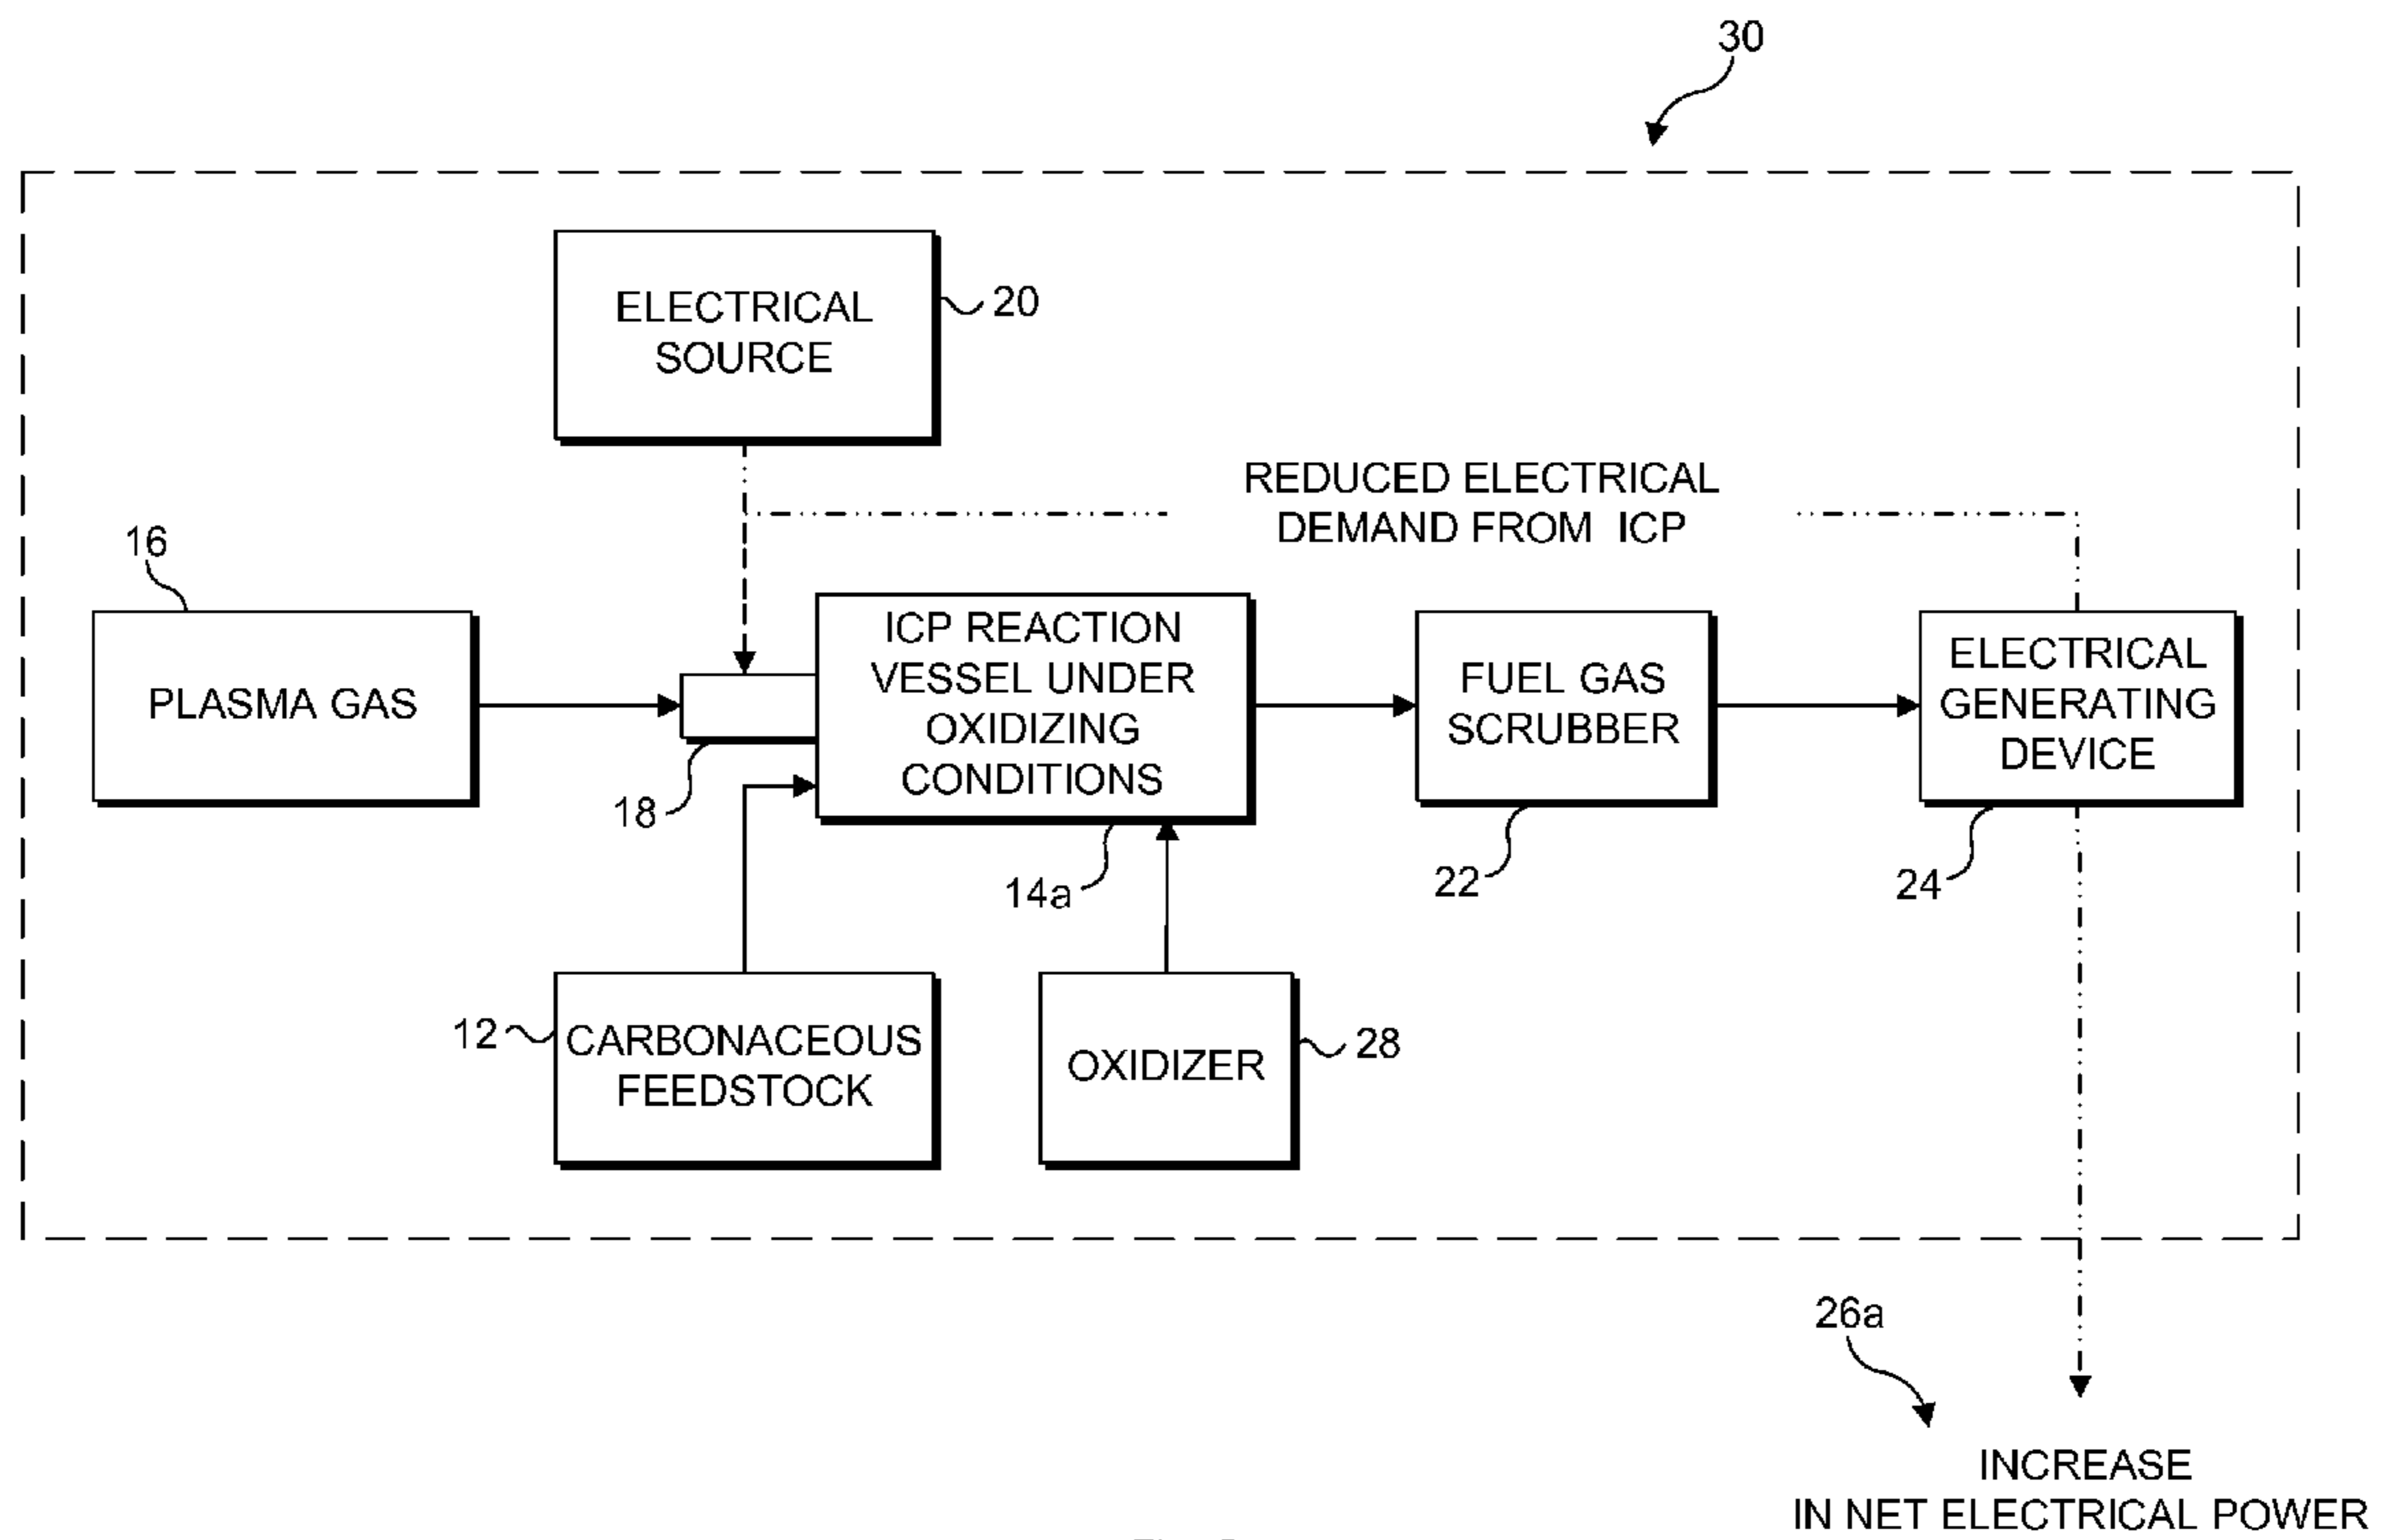 30
ELECTRICAL
SOURCE
20
REDUCED ELECTRICAL
DEMAND FROM ICP
16
PLASMA GAS
18
ICP REACTION
VESSEL UNDER
OXIDIZING
CONDITIONS
14a
FUEL GAS
SCRUBBER
22
ELECTRICAL
GENERATING
DEVICE
24
12
CARBONACEOUS
FEEDSTOCK
OXIDIZER
28
26a
INCREASE
IN NET ELECTRICAL POWER